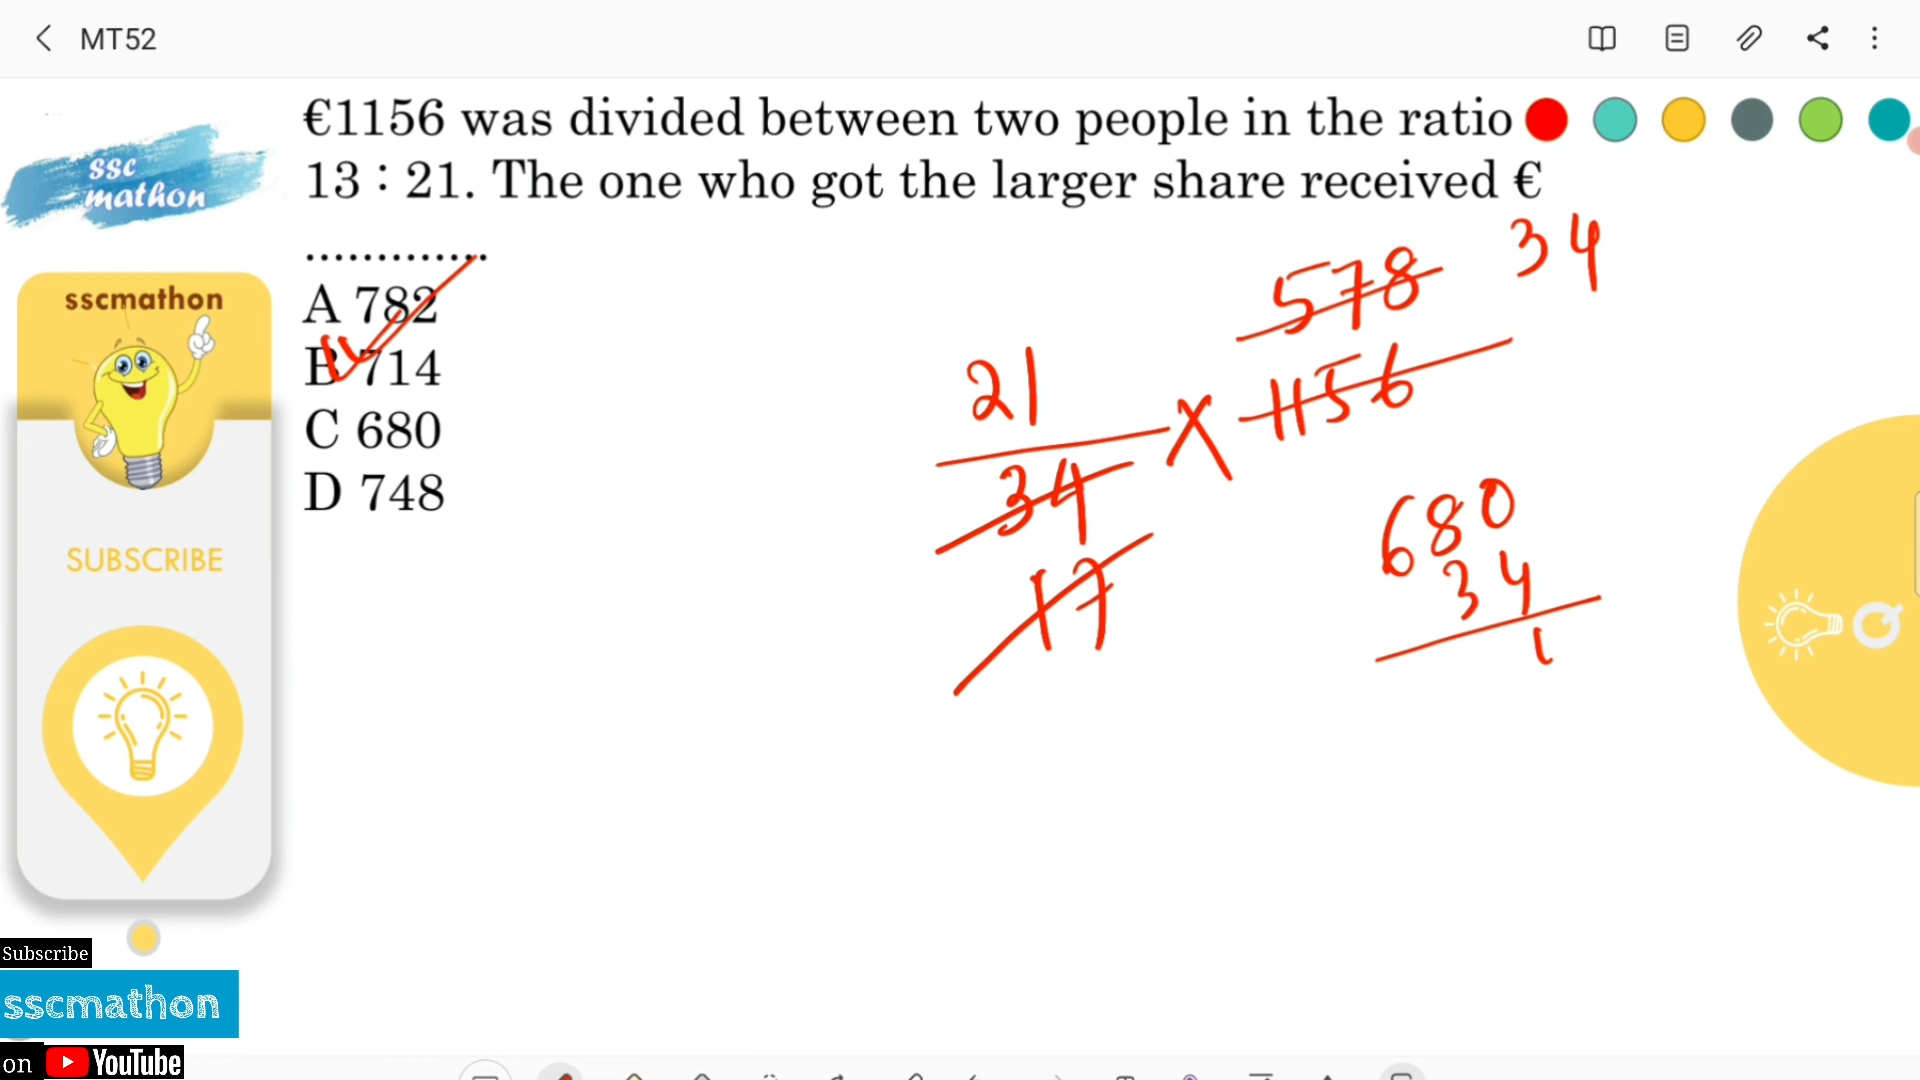 MT52
ssc
mathon
€1156 was divided between two people in the ratio
13 : 21. The one who got the larger share received €
.............
A 782
B 714
C 680
D 748
34
578
21
X 1156
34
17
680
34
1
sscmathon
SUBSCRIBE
Subscribe
sscmathon
on YouTube